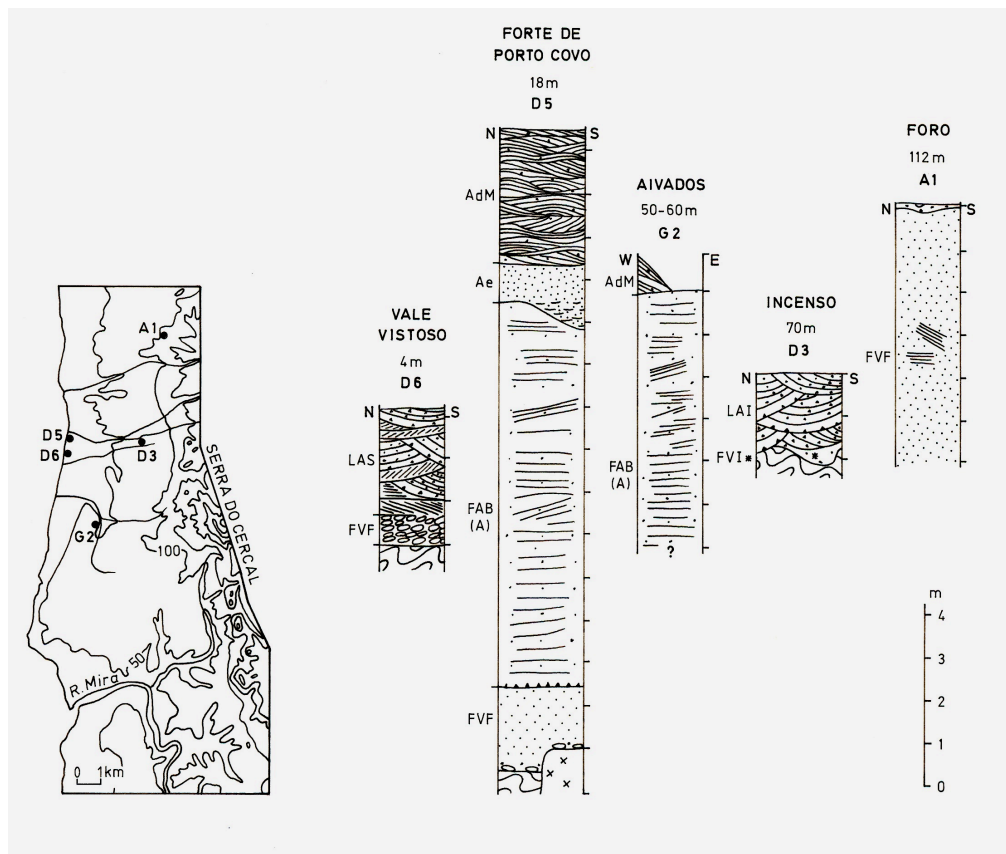 FORTE DE
PORTO COVO
18m
D5
N S
AdM
Ae
FAB
(A)
FVF
VALE
VISTOSO
4m
D6
N S
LAS
FVF
AIVADOS
50-60m
G2
W E
AdM
FAB
(A)
?
INCENSO
70m
D3
N S
LAI
FVI*
*
FORO
112m
A1
N S
FVF
A1
D5
D6
D3
G2
100
SERRA DO CERCAL
R. Mira
50
0 1km
m
4
3
2
1
0